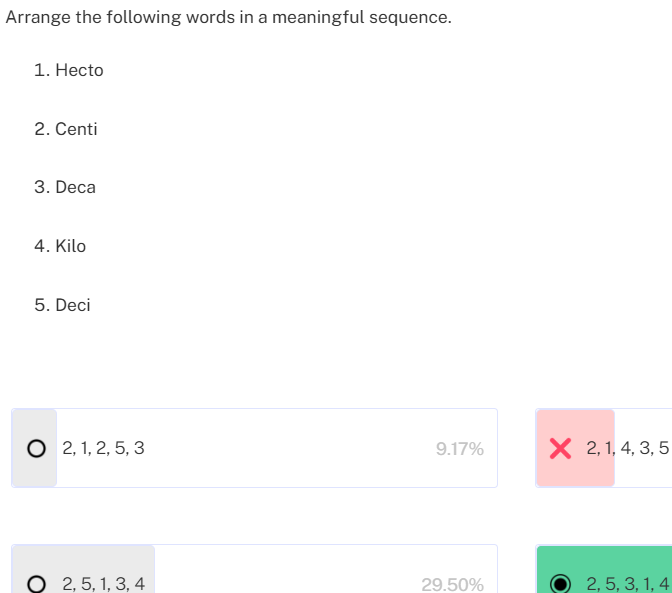 Arrange the following words in a meaningful sequence.
1. Hecto
2. Centi
3. Deca
4. Kilo
5. Deci
2, 1, 2, 5, 3 9.17%
2, 1, 4, 3, 5
2, 5, 1, 3, 4 29.50%
2, 5, 3, 1, 4